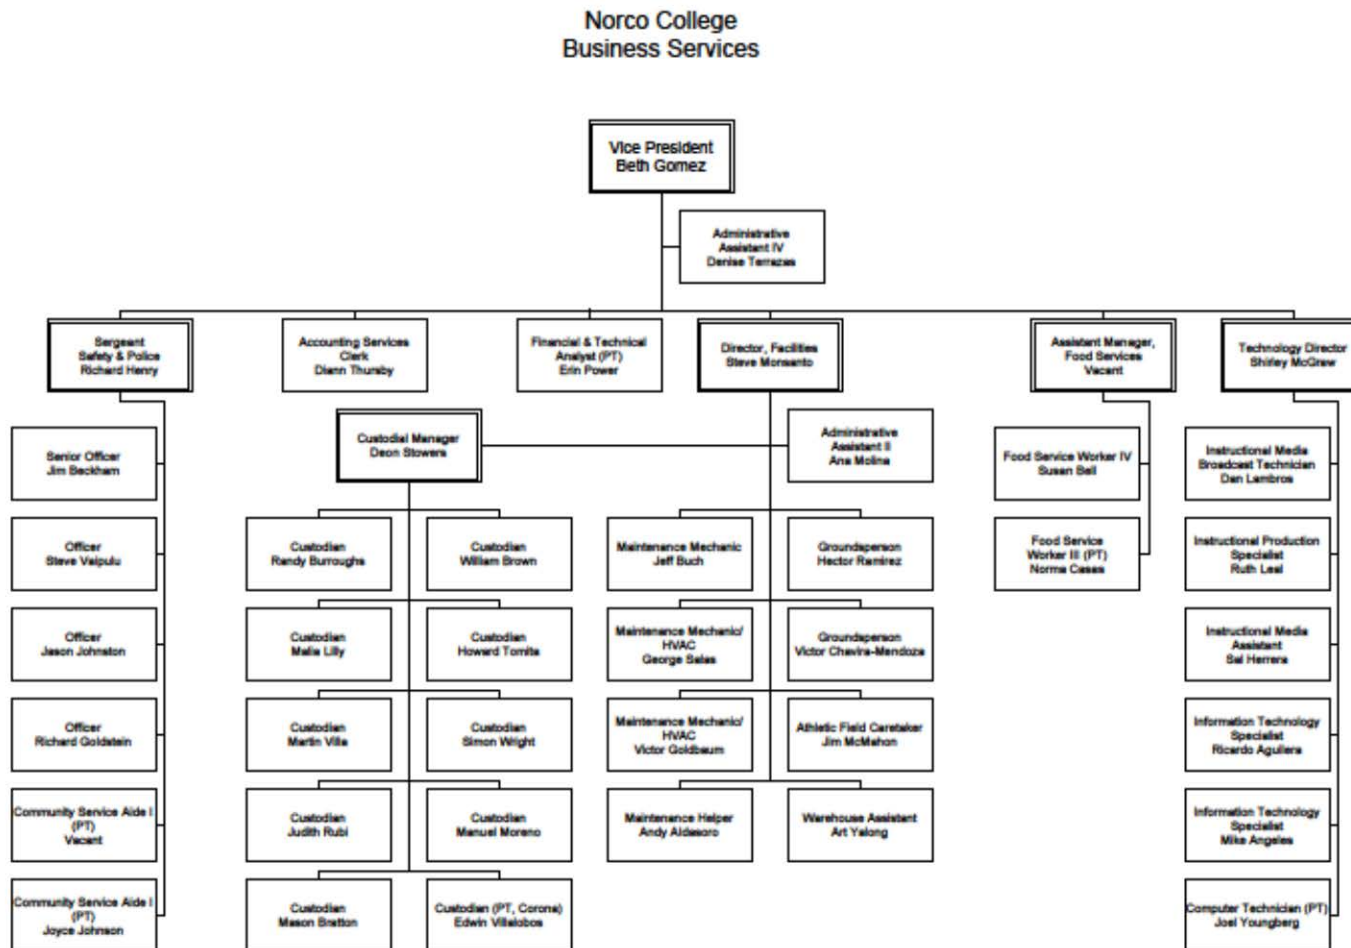 Norco College
Business Services
Vice President
Beth Gomez
Administrative
Assistant IV
Denise Terrazas
Sergeant
Safety & Police
Richard Henry
Accounting Services
Clerk
Diann Thursby
Financial & Technical
Analyst (PT)
Erin Power
Director, Facilities
Steve Monsanto
Assistant Manager,
Food Services
Vacant
Technology Director
Shirley McGraw
Custodial Manager
Deon Stowers
Administrative
Assistant II
Ana Molina
Senior Officer
Jim Beckham
Officer
Steve Vaipulu
Officer
Jason Johnston
Officer
Richard Goldstein
Community Service Aide I
(PT)
Vacant
Community Service Aide I
(PT)
Joyce Johnson
Custodian
Randy Burroughs
Custodian
William Brown
Custodian
Malia Lilly
Custodian
Howard Tomita
Custodian
Martin Villa
Custodian
Simon Wright
Custodian
Judith Rubi
Custodian
Manuel Moreno
Custodian
Mason Bratton
Custodian (PT, Corona)
Edwin Villalobos
Maintenance Mechanic
Jeff Buch
Groundsperson
Hector Ramirez
Maintenance Mechanic/
HVAC
George Salas
Groundsperson
Victor Chavira-Mendoza
Maintenance Mechanic/
HVAC
Victor Goldbaum
Athletic Field Caretaker
Jim McMahon
Maintenance Helper
Andy Aldasoro
Warehouse Assistant
Art Yalong
Food Service Worker IV
Susan Bell
Food Service
Worker III (PT)
Norma Casas
Instructional Media
Broadcast Technician
Dan Lambros
Instructional Production
Specialist
Ruth Leal
Instructional Media
Assistant
Sal Herrera
Information Technology
Specialist
Ricardo Aguilera
Information Technology
Specialist
Mike Angeles
Computer Technician (PT)
Joel Youngberg